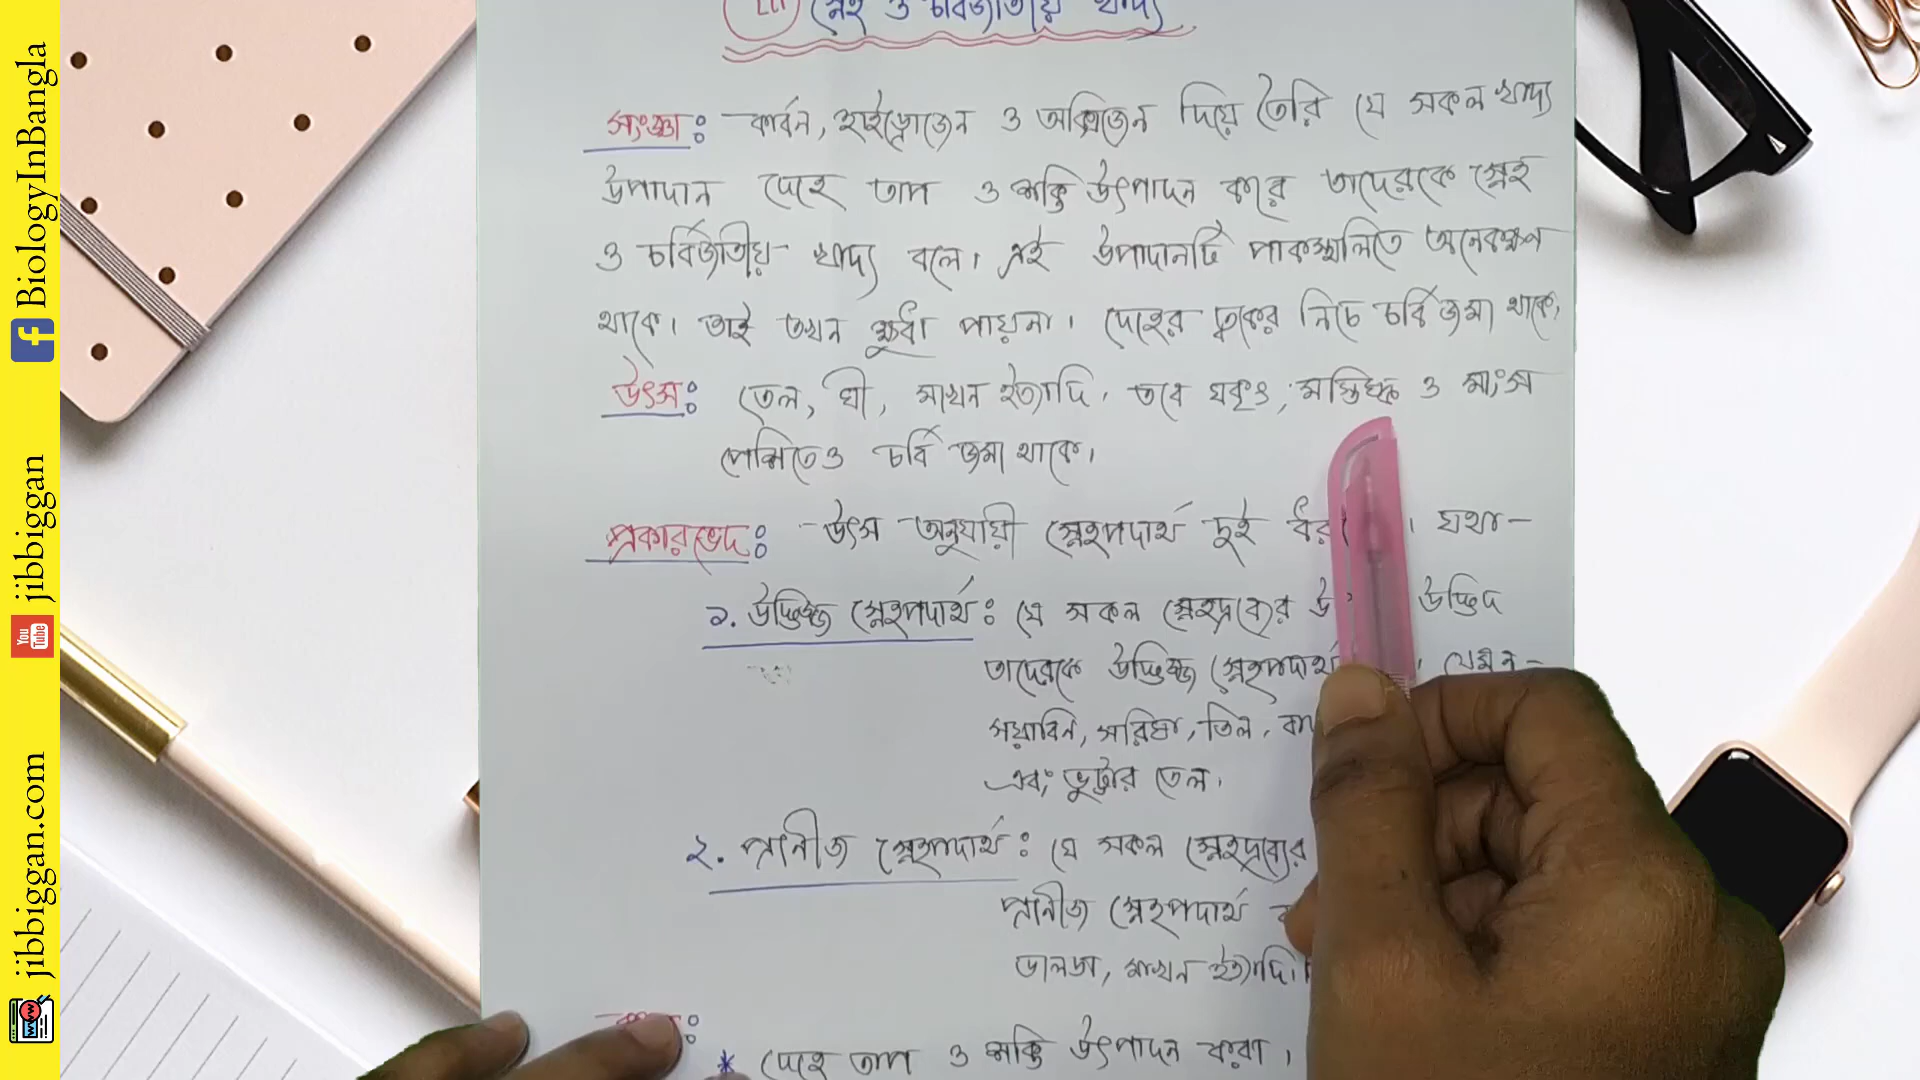 স্নেহ ও চর্বিজাতীয় খাদ্য
সংজ্ঞা: কার্বন, হাইড্রোজেন ও অক্সিজেন দিয়ে তৈরি যে সকল খাদ্য
উপাদান দেহে তাপ ও শক্তি উৎপাদন করে তাদেরকে স্নেহ
ও চর্বিজাতীয় খাদ্য বলে। এই উপাদানটি পাকস্থলিতে অনেকক্ষণ
থাকে। তাই তখন ক্ষুধা পায়না। দেহের ত্বকের নিচে চর্বি জমা থাকে,
উৎস: তেল, ঘী, মাখন ইত্যাদি, তবে যকৃৎ, মস্তিষ্ক ও মাংস
পেশিতেও চর্বি জমা থাকে।
প্রকারভেদ: উৎস অনুযায়ী স্নেহপদার্থ দুই । যথা-
১. উদ্ভিজ্জ স্নেহপদার্থ: যে সকল স্নেহদ্রব্যের উদ্ভিদ
তাদেরকে উদ্ভিজ্জ স্নেহপদার্থ , যেমন-
সয়াবিন, সরিষা, তিল,
এবং ভুট্টার তেল।
২. প্রানীজ স্নেহপদার্থ: যে সকল স্নেহদ্রব্যের
প্রানীজ স্নেহপদার্থ
ডালডা, মাখন ইত্যাদি।
* দেহে তাপ ও শক্তি উৎপাদন করা।
BiologyInBangla
You Tube jibbiggan
www jibbiggan.com